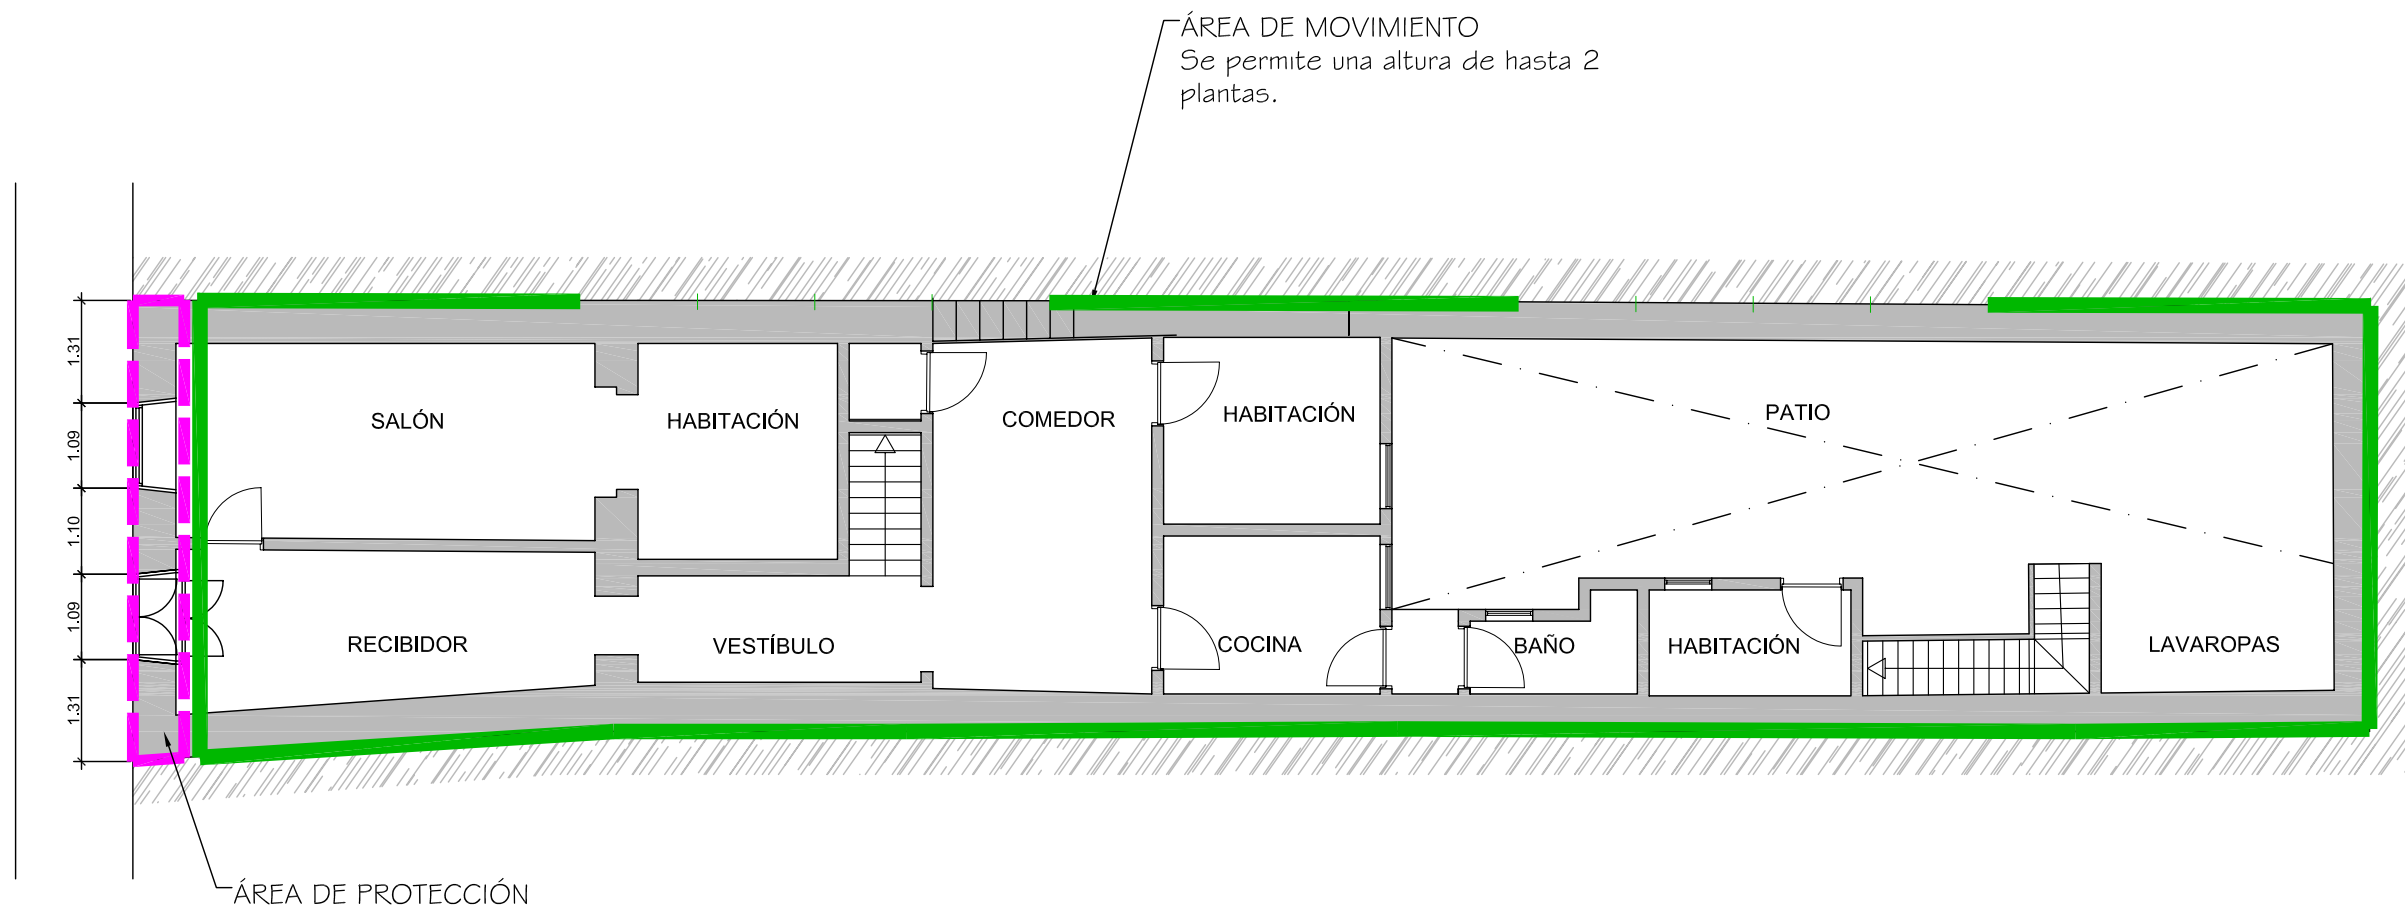 ÁREA DE MOVIMIENTO
Se permite una altura de hasta 2
plantas.
1.31
1.09
1.10
1.09
1.31
SALÓN
HABITACIÓN
COMEDOR
HABITACIÓN
PATIO
RECIBIDOR
VESTÍBULO
COCINA
BAÑO
HABITACIÓN
LAVAROPAS
ÁREA DE PROTECCIÓN